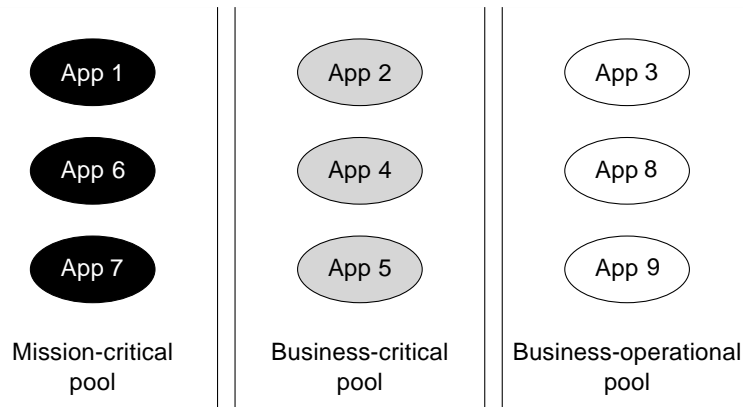 App 1
App 6
App 7
Mission-critical
pool
App 2
App 4
App 5
Business-critical
pool
App 3
App 8
App 9
Business-operational
pool